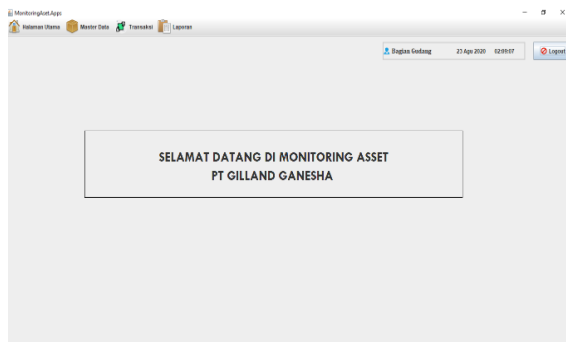 MonitoringAset.Apps
Halaman Utama Master Data Transaksi Laporan
Bagian Gudang 23 Apu 2020 02:09:07 Logout
SELAMAT DATANG DI MONITORING ASSET
PT GILLAND GANESHA